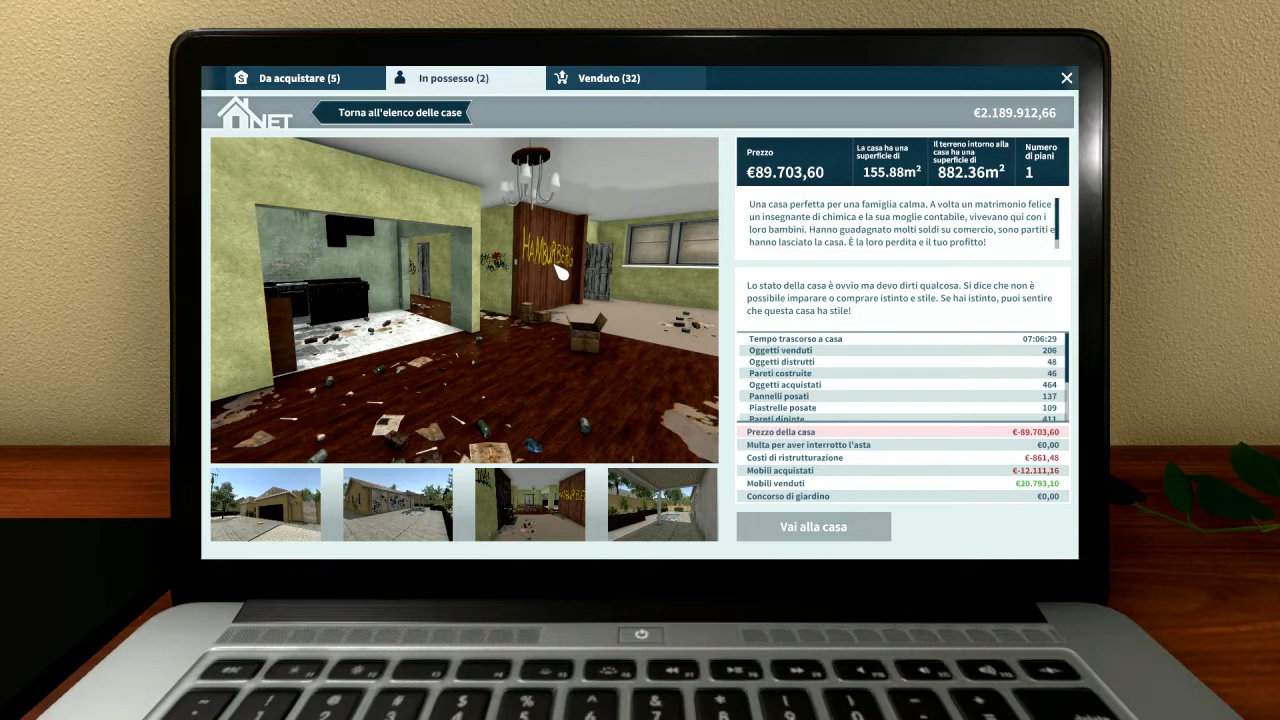 Da acquistare (5)
In possesso (2)
Venduto (32)
NET
Torna all'elenco delle case
€2.189.912,66
Prezzo
€89.703,60
La casa ha una
superficie di
155.88m²
Il terreno intorno alla
casa ha una
superficie di
882.36m²
Numero
di piani
1
HAMBURBERG
Una casa perfetta per una famiglia calma. A volta un matrimonio felice
un insegnante di chimica e la sua moglie contabile, vivevano qui con i
loro bambini. Hanno guadagnato molti soldi su comercio, sono partiti e
hanno lasciato la casa. È la loro perdita e il tuo profitto!
Lo stato della casa è ovvio ma devo dirti qualcosa. Si dice che non è
possibile imparare o comprare istinto e stile. Se hai istinto, puoi sentire
che questa casa ha stile!
Tempo trascorso a casa 07:06:29
Oggetti venduti 206
Oggetti distrutti 48
Pareti costruite 46
Oggetti acquistati 464
Pannelli posati 137
Piastrelle posate 109
Pareti dipinte 411
Prezzo della casa €-89.703,60
Multa per aver interrotto l'asta €0,00
Costi di ristrutturazione €-861,48
Mobili acquistati €-12.111,16
Mobili venduti €20.793,10
Concorso di giardino €0,00
Vai alla casa